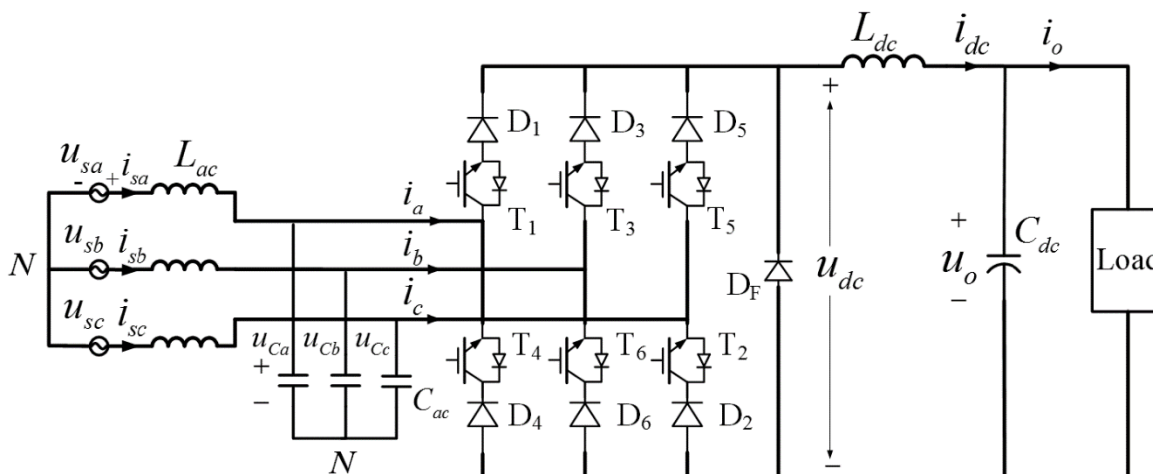 L_dc i_dc i_o
D_1 D_3 D_5
u_sa i_sa L_ac
+
- +
i_a T_1 T_3 T_5
u_sb i_sb i_b
N
D_F u_dc
+ u_o -
C_dc
Load
u_sc i_sc i_c
u_Ca u_Cb u_Cc
+
-
C_ac
T_4 T_6 T_2
D_4 D_6 D_2
N
-